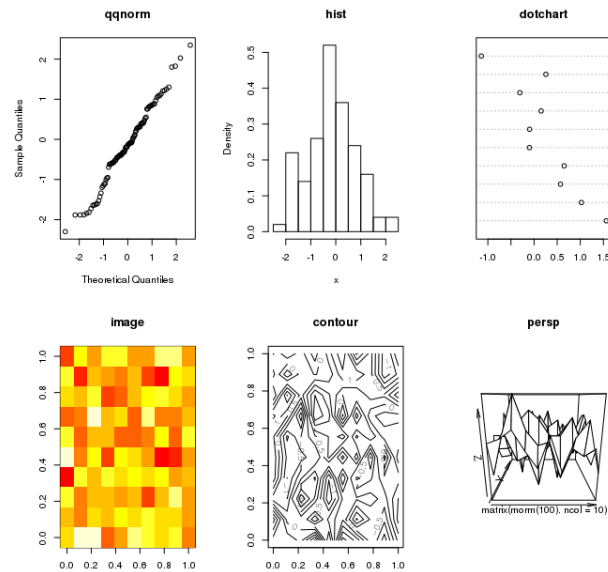 qqnorm
hist
dotchart
Sample Quantiles
2
1
0
-1
-2
-2 -1 0 1 2
Theoretical Quantiles
Density
0.5
0.4
0.3
0.2
0.1
0.0
-2 -1 0 1 2
x
-1.0 0.0 0.5 1.0 1.5
image
contour
persp
1.0
0.8
0.6
0.4
0.2
0.0
0.0 0.2 0.4 0.6 0.8 1.0
1.0
0.8
0.6
0.4
0.2
0.0
0.0 0.2 0.4 0.6 0.8 1.0
Z
Y
matrix(rnorm(100), ncol = 10)